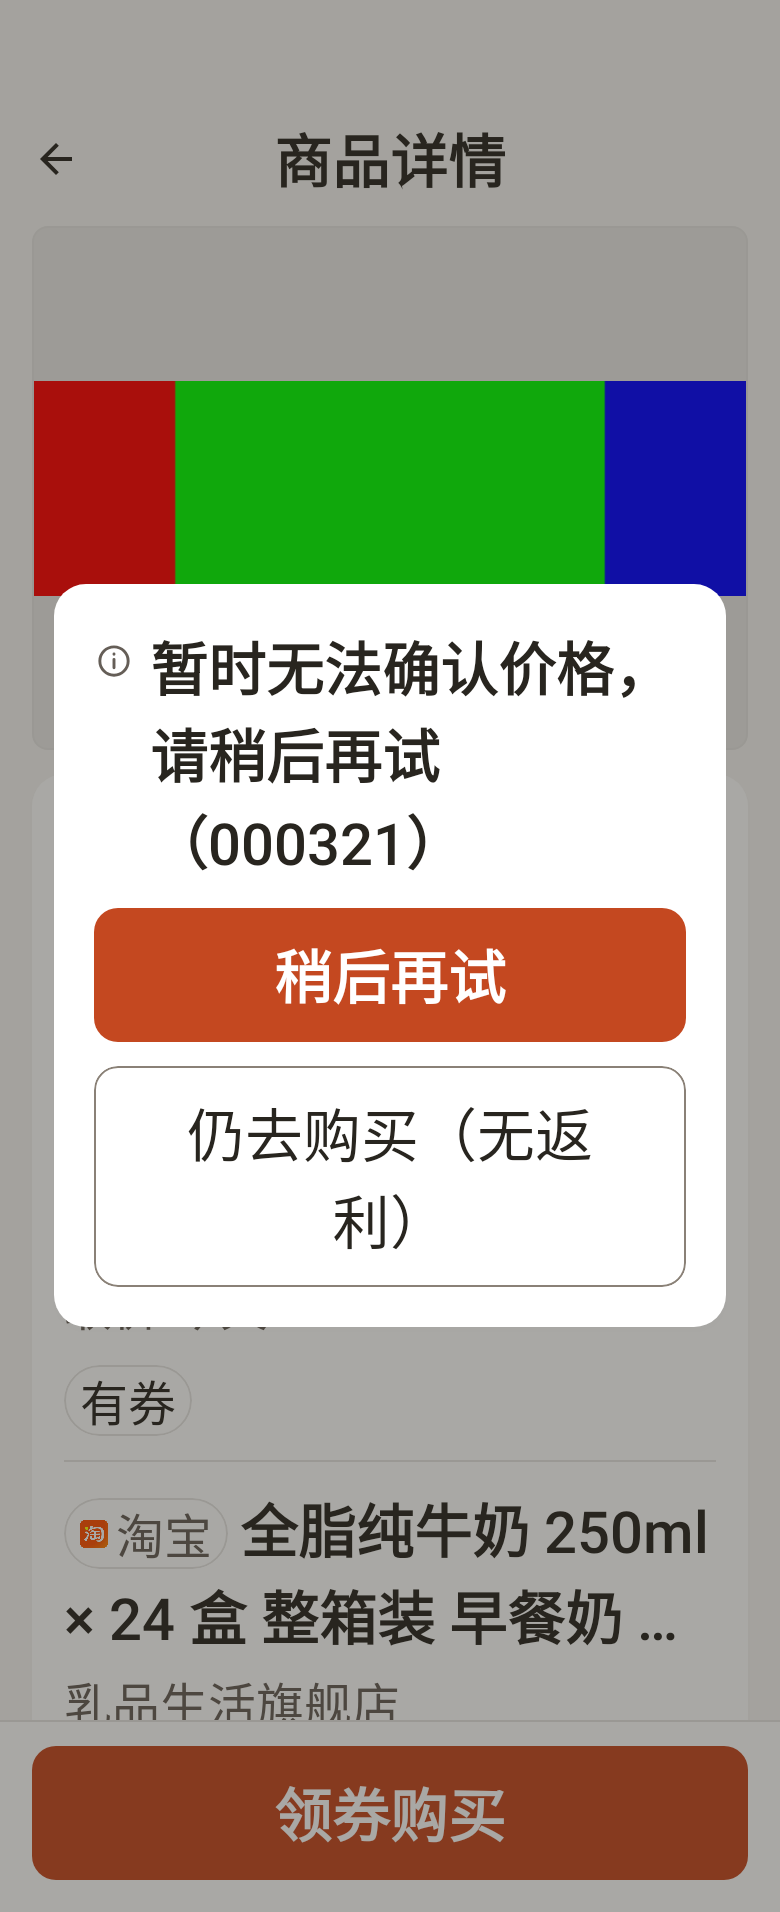 商品详情
暂时无法确认价格，
请稍后再试
（000321）
稍后再试
仍去购买（无返
利）
有券
淘宝 全脂纯牛奶 250ml
× 24 盒 整箱装 早餐奶 …
乳品生活旗舰店
领券购买